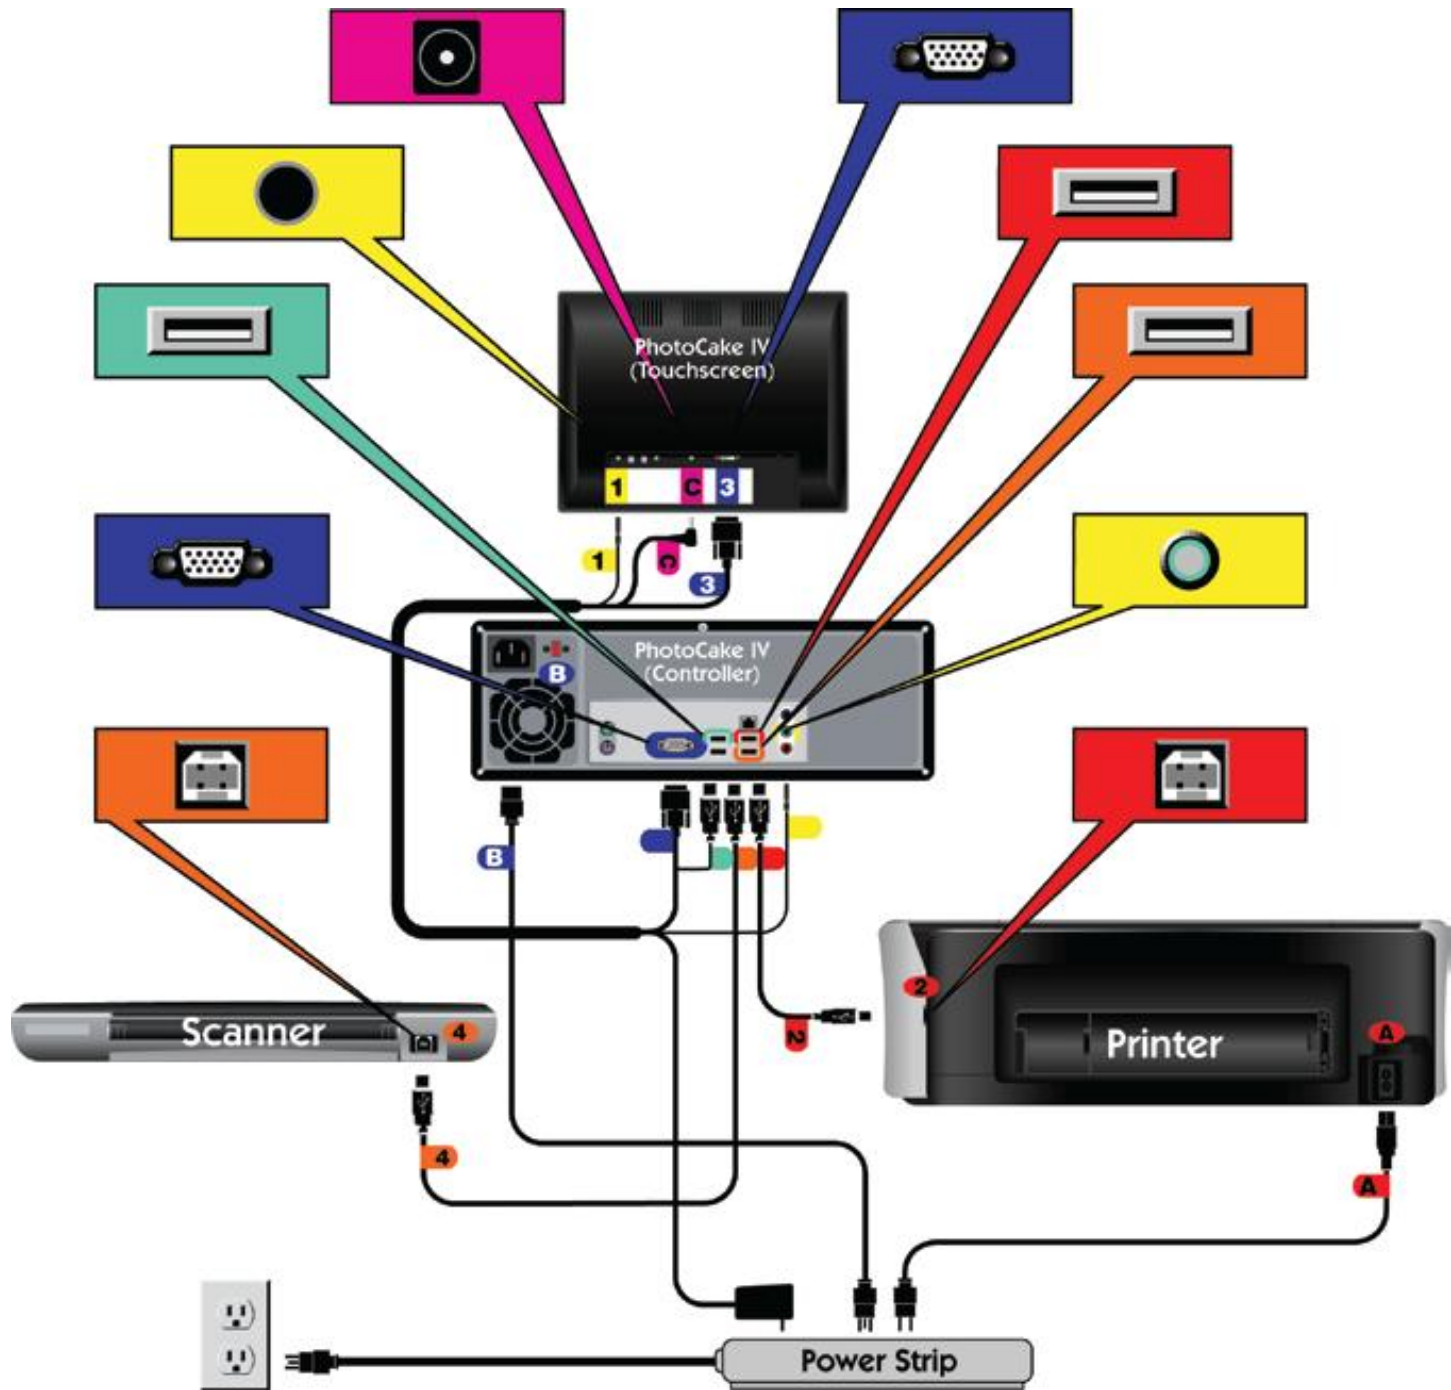 PhotoCake IV
(Touchscreen)
1 C 3
1
C
3
PhotoCake IV
(Controller)
B
B
2
Scanner
4
2
Printer
A
4
A
Power Strip